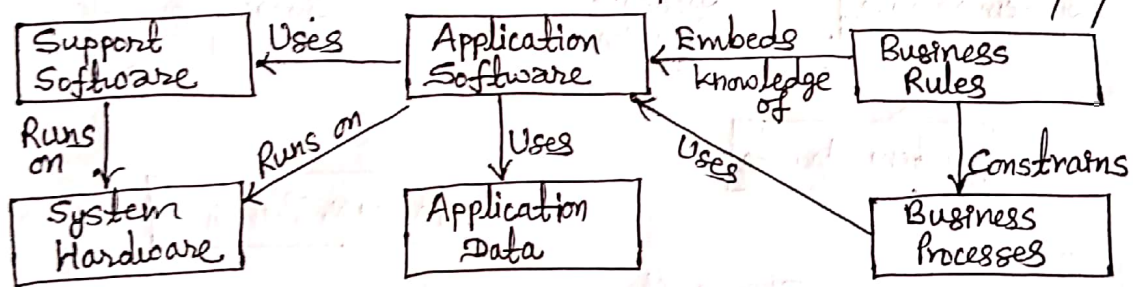 Support
Software
Uses
Application
Software
Embeds
knowledge
of
Business
Rules
Runs
on
Runs on
Uses
Uses
Constrains
System
Hardware
Application
Data
Business
Processes